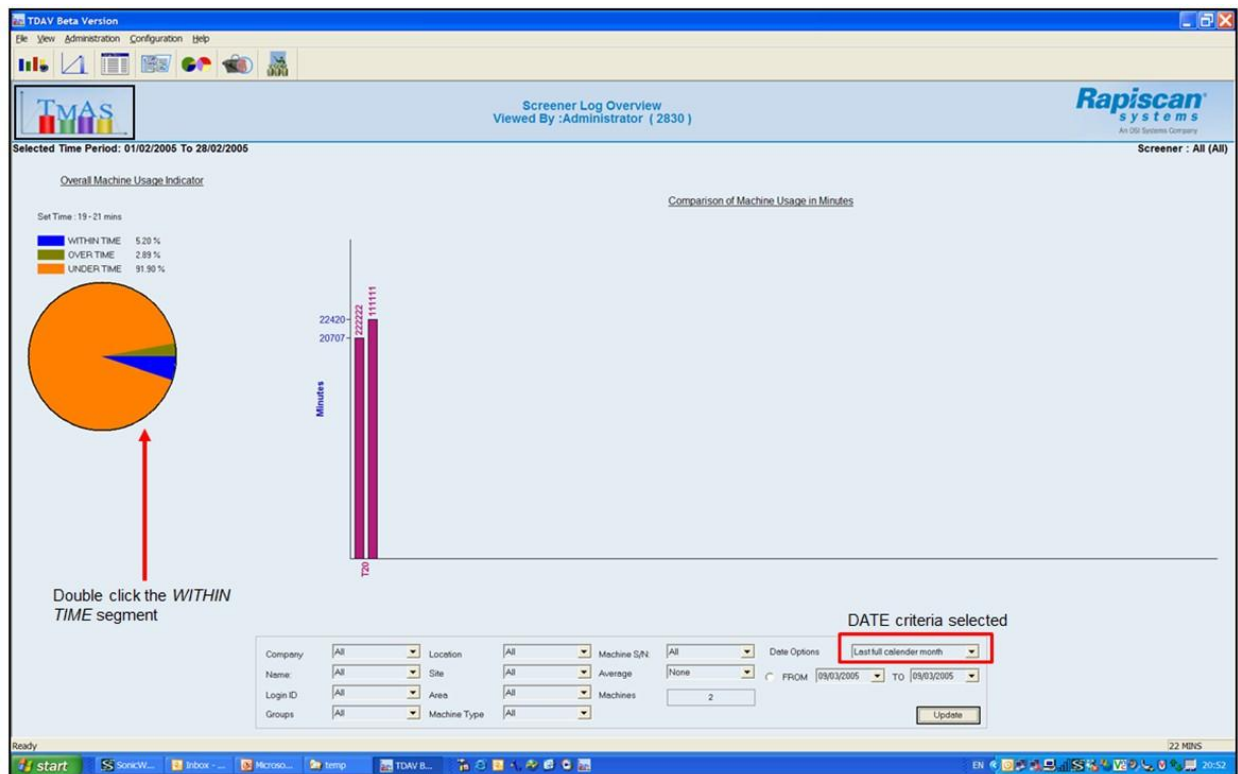 TDAV Beta Version
File View Administration Configuration Help
TMAS
Screener Log Overview
Viewed By :Administrator ( 2830 )
Rapiscan
systems
An OSI Systems Company
Selected Time Period: 01/02/2005 To 28/02/2005
Screener : All (All)
Overall Machine Usage Indicator
Comparison of Machine Usage in Minutes
Set Time : 19 - 21 mins
WITHIN TIME 5.20 %
OVER TIME 2.89 %
UNDER TIME 91.90 %
222222
111111
22420
20707
Minutes
T20
Double click the WITHIN
TIME segment
DATE criteria selected
Company All Location All Machine S/N: All Date Options Last full calender month
Name: All Site All Average None FROM 09/03/2005 TO 09/03/2005
Login ID All Area All Machines 2
Groups All Machine Type All Update
Ready
22 MINS
start SonicW... Inbox - ... Microso... temp TDAV B... EN 20:52